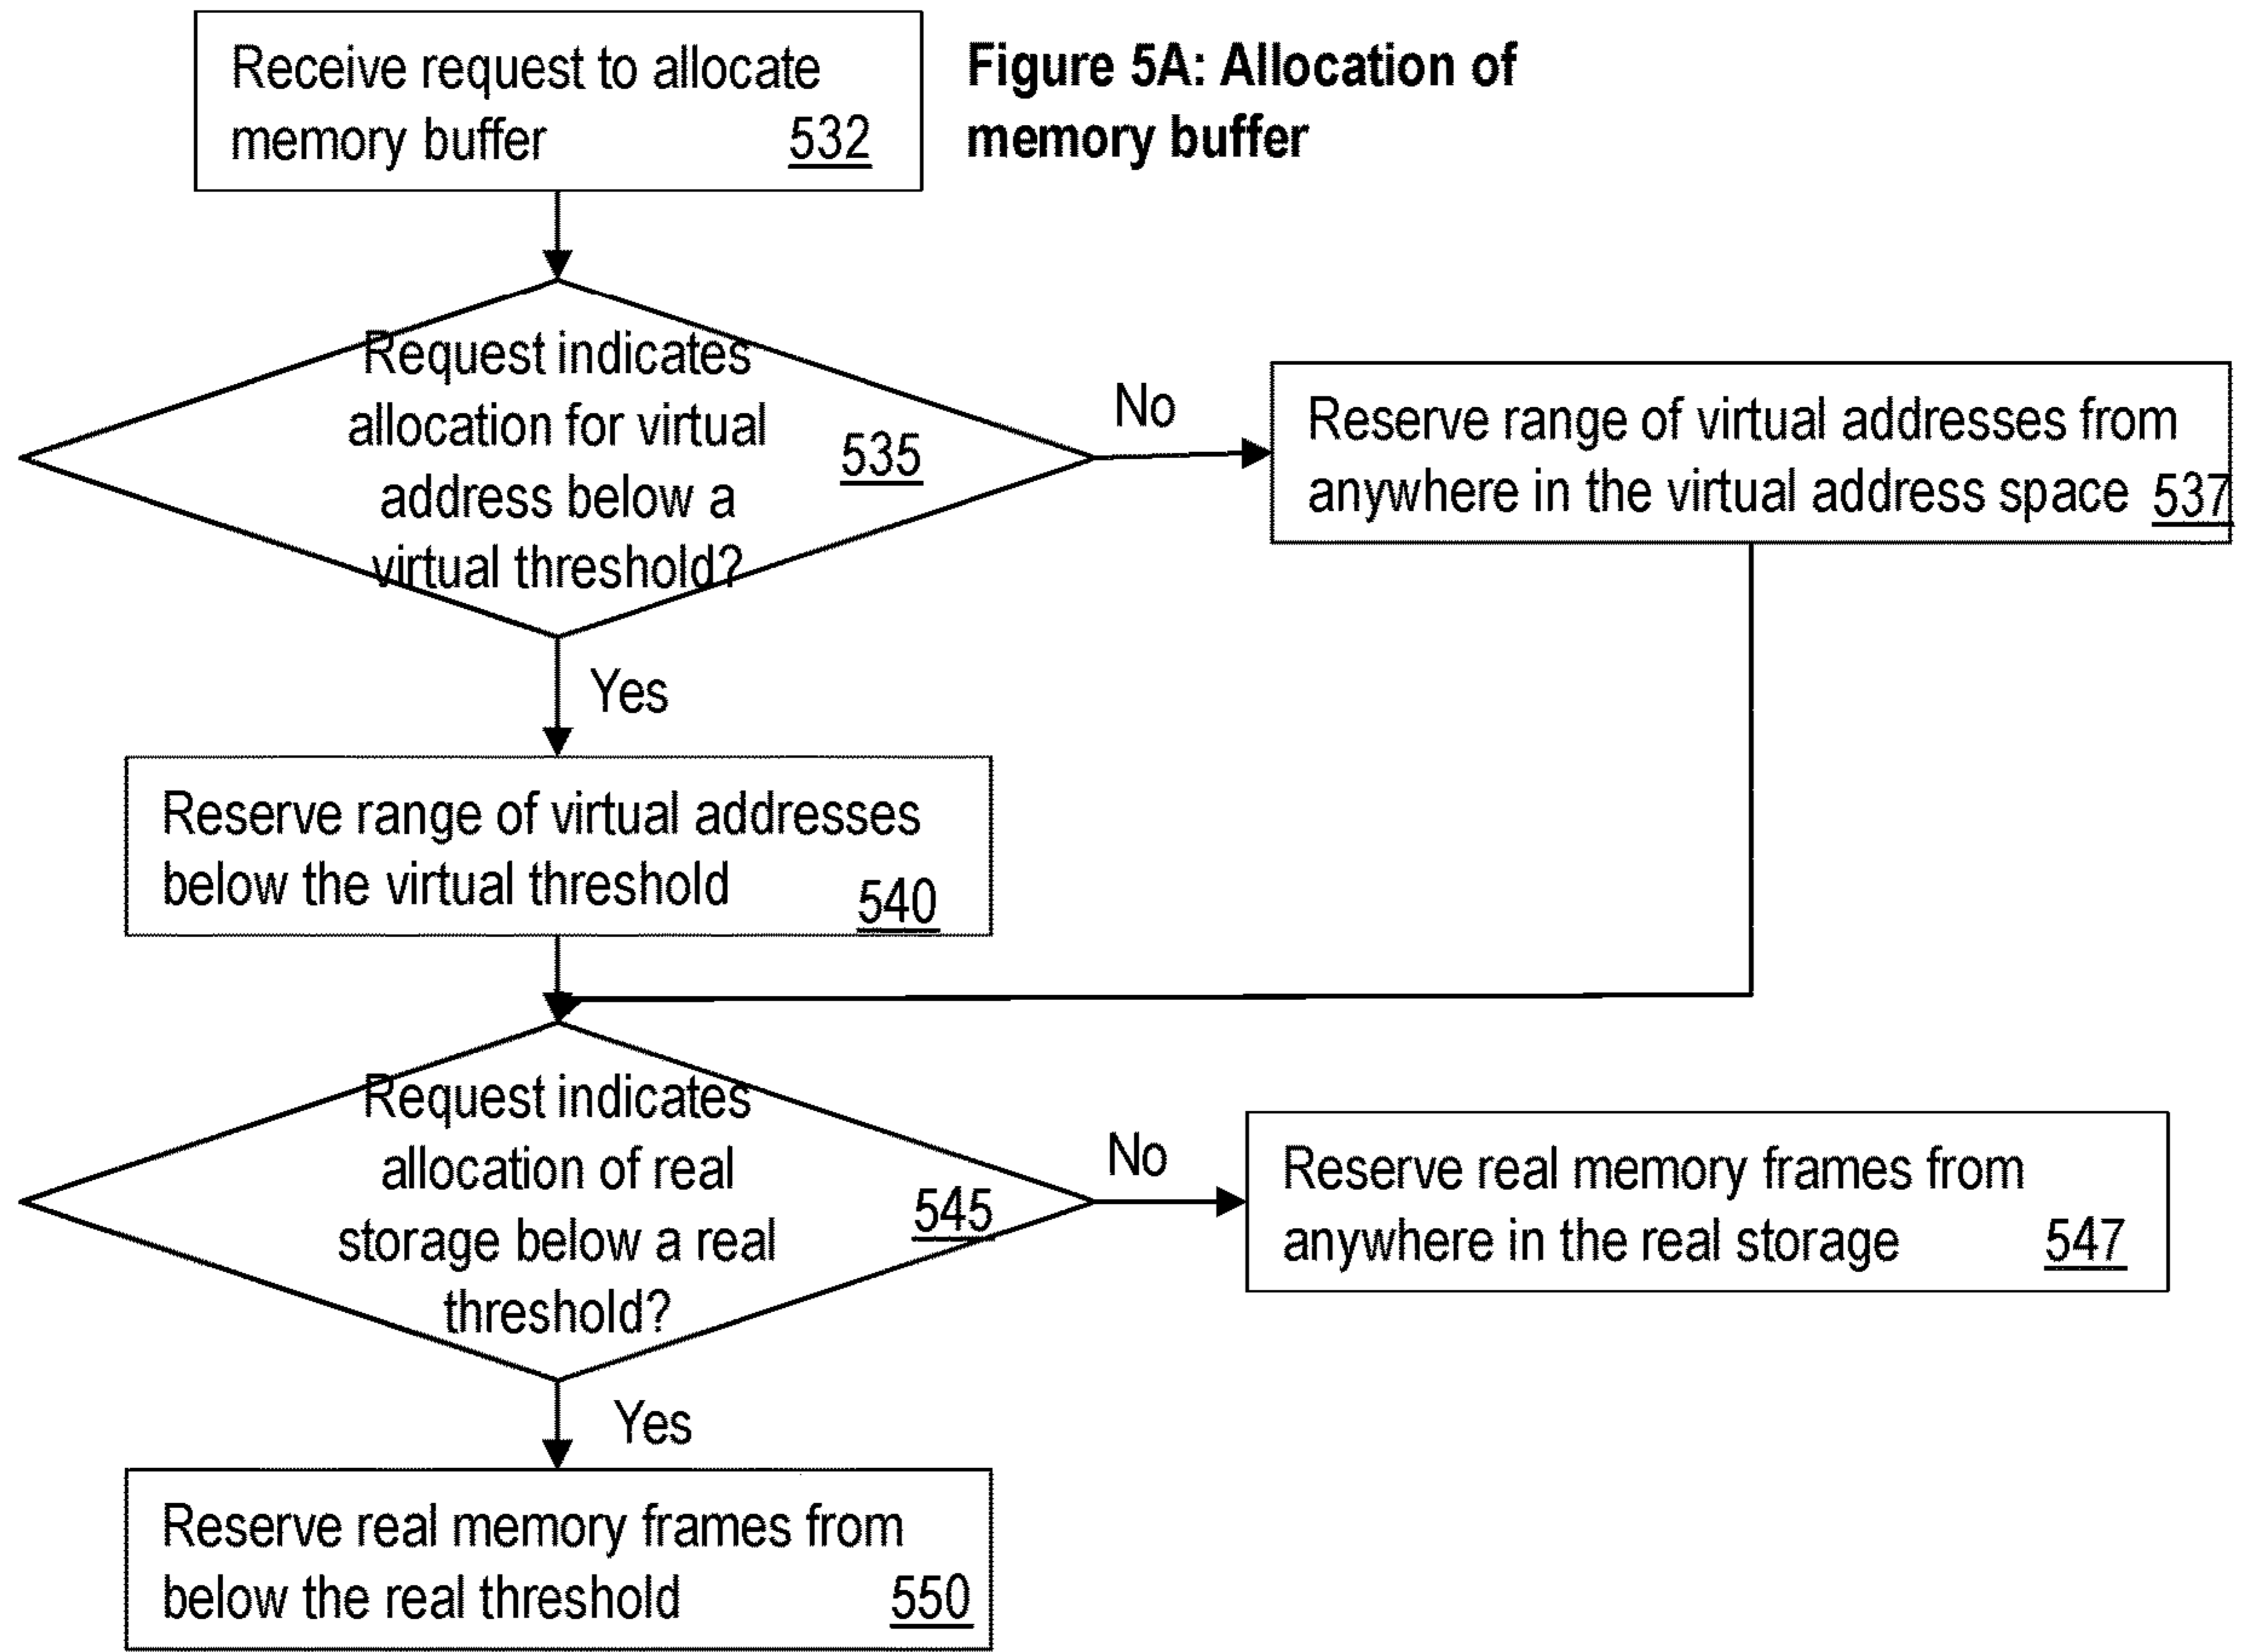 Receive request to allocate
memory buffer 532
Figure 5A: Allocation of
memory buffer
Request indicates
allocation for virtual
address below a
virtual threshold?
535
No
Reserve range of virtual addresses from
anywhere in the virtual address space 537
Yes
Reserve range of virtual addresses
below the virtual threshold 540
Request indicates
allocation of real
storage below a real
threshold?
545
No
Reserve real memory frames from
anywhere in the real storage 547
Yes
Reserve real memory frames from
below the real threshold 550